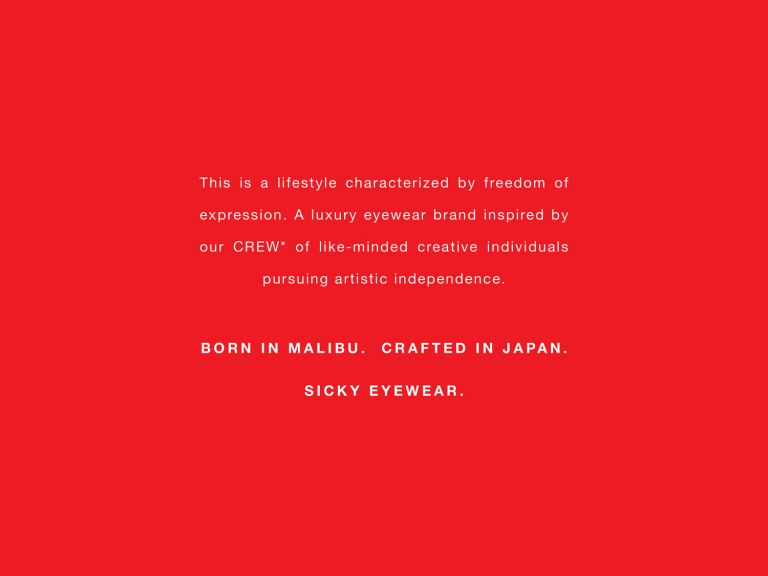 This is a lifestyle characterized by freedom of
expression. A luxury eyewear brand inspired by
our CREW* of like-minded creative individuals
pursuing artistic independence.
BORN IN MALIBU. CRAFTED IN JAPAN.
SICKY EYEWEAR.